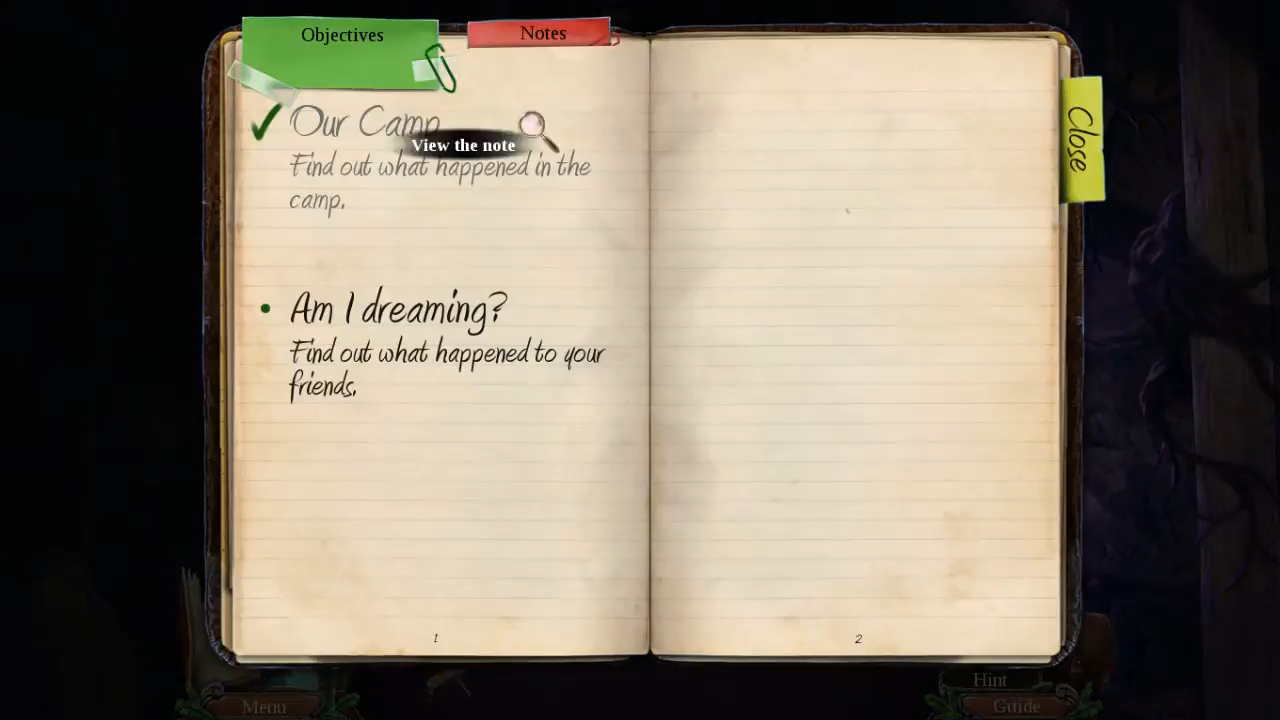 Objectives
Notes
Our Camp
View the note
Find out what happened in the
camp.
Close
Am I dreaming?
Find out what happened to your
friends.
1
2
Hint
Menu
Guide